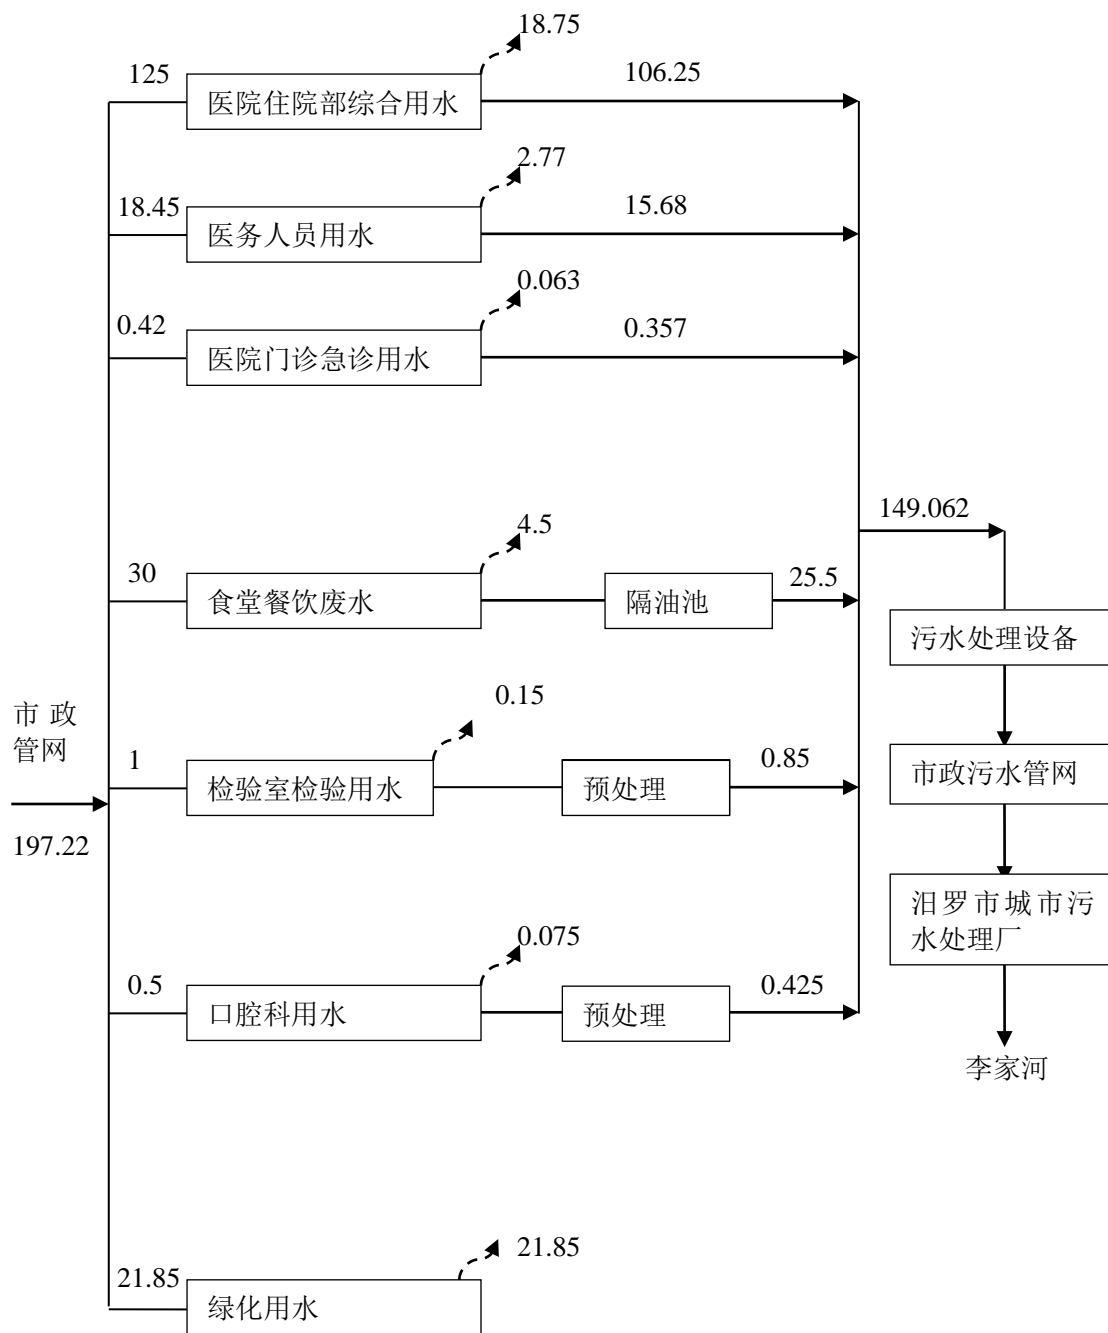 18.75
125
106.25
医院住院部综合用水
2.77
18.45
15.68
医务人员用水
0.063
0.42
0.357
医院门诊急诊用水
149.062
4.5
30
25.5
食堂餐饮废水
隔油池
污水处理设备
0.15
市政
管网
1
0.85
检验室检验用水
预处理
市政污水管网
197.22
汨罗市城市污
水处理厂
0.075
0.5
0.425
口腔科用水
预处理
李家河
21.85
21.85
绿化用水